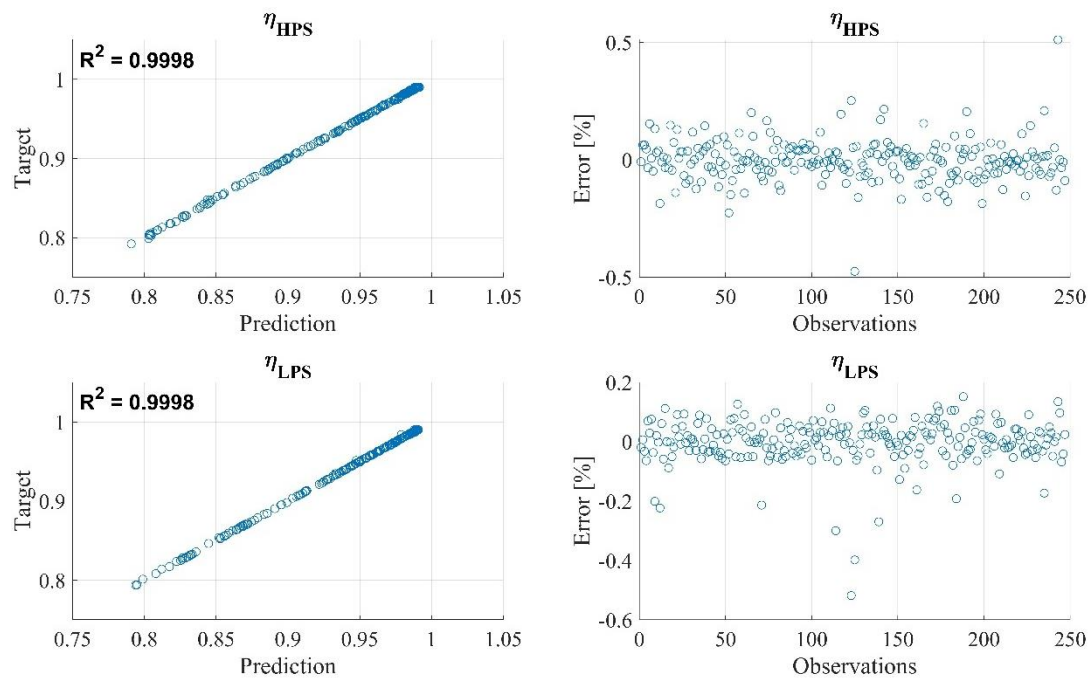 η_HPS
R² = 0.9998
Target
1
0.9
0.8
0.75 0.8 0.85 0.9 0.95 1 1.05
Prediction
η_HPS
Error [%]
0.5
0
-0.5
0 50 100 150 200 250
Observations
η_LPS
R² = 0.9998
Target
1
0.9
0.8
0.75 0.8 0.85 0.9 0.95 1 1.05
Prediction
η_LPS
Error [%]
0.2
0
-0.2
-0.4
-0.6
0 50 100 150 200 250
Observations